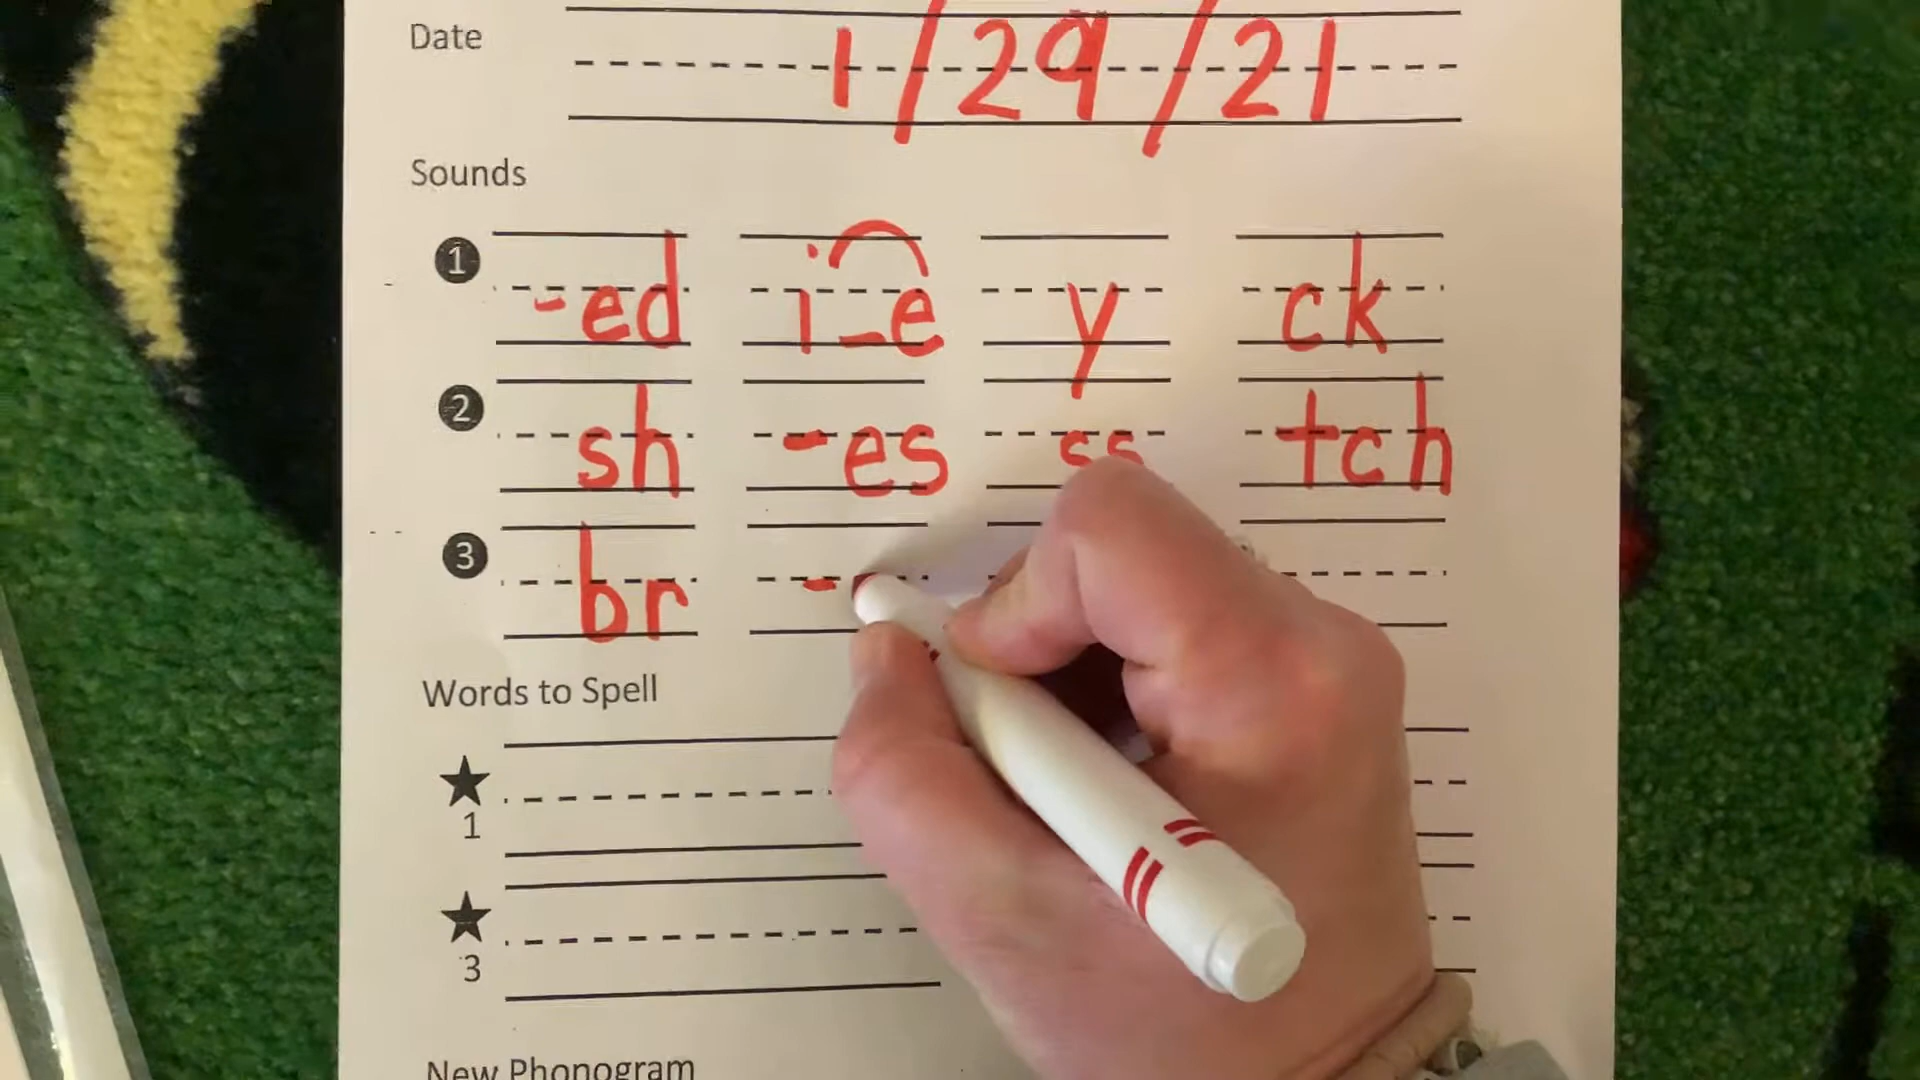 Date 1/29/21
Sounds
1 -ed i_e y ck
2 sh -es ss tch
3 br -
Words to Spell
1
3
New Phonogram